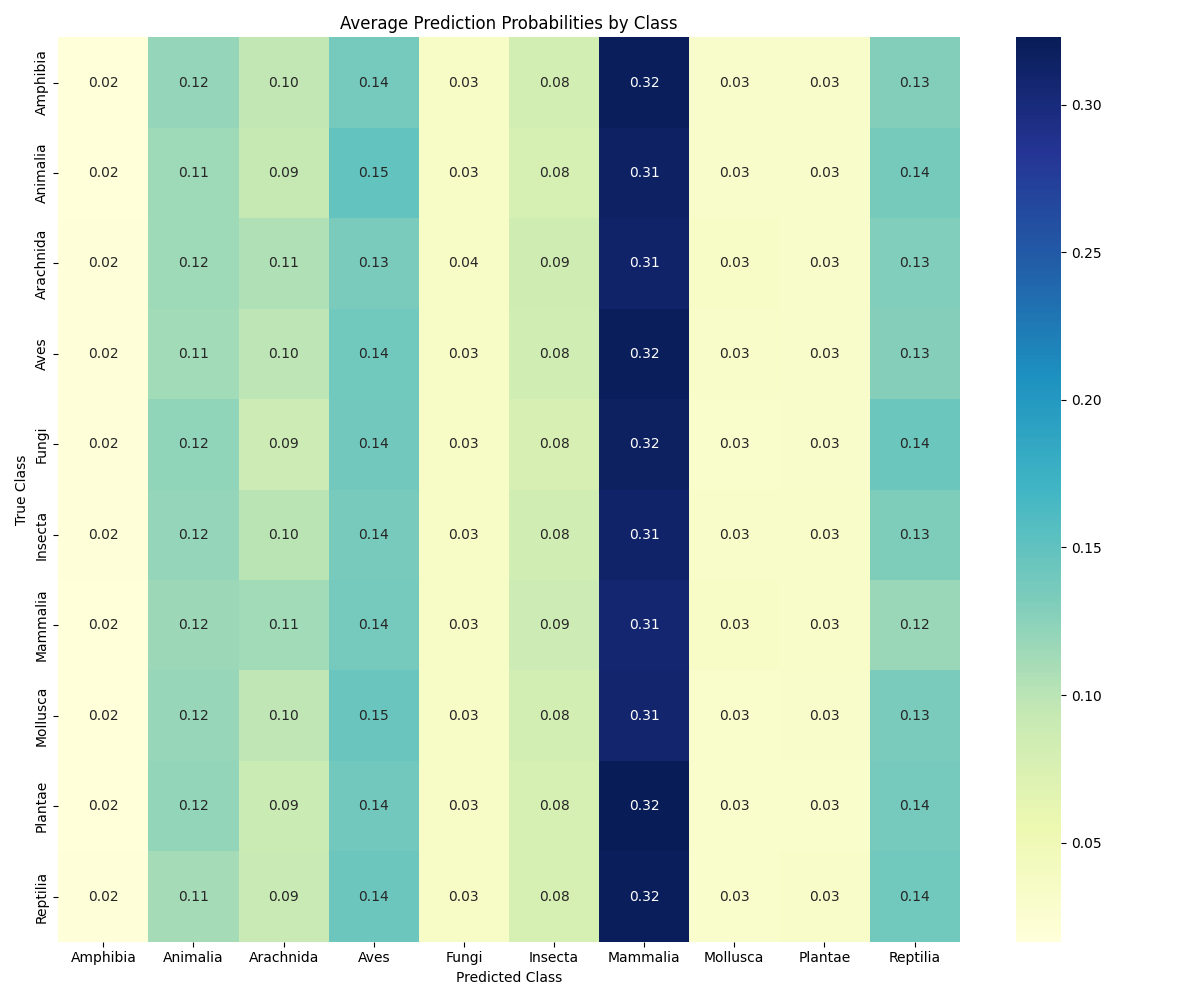 Average Prediction Probabilities by Class
True Class
Amphibia 0.02 0.12 0.10 0.14 0.03 0.08 0.32 0.03 0.03 0.13
Animalia 0.02 0.11 0.09 0.15 0.03 0.08 0.31 0.03 0.03 0.14
Arachnida 0.02 0.12 0.11 0.13 0.04 0.09 0.31 0.03 0.03 0.13
Aves 0.02 0.11 0.10 0.14 0.03 0.08 0.32 0.03 0.03 0.13
Fungi 0.02 0.12 0.09 0.14 0.03 0.08 0.32 0.03 0.03 0.14
Insecta 0.02 0.12 0.10 0.14 0.03 0.08 0.31 0.03 0.03 0.13
Mammalia 0.02 0.12 0.11 0.14 0.03 0.09 0.31 0.03 0.03 0.12
Mollusca 0.02 0.12 0.10 0.15 0.03 0.08 0.31 0.03 0.03 0.13
Plantae 0.02 0.12 0.09 0.14 0.03 0.08 0.32 0.03 0.03 0.14
Reptilia 0.02 0.11 0.09 0.14 0.03 0.08 0.32 0.03 0.03 0.14
Amphibia Animalia Arachnida Aves Fungi Insecta Mammalia Mollusca Plantae Reptilia
Predicted Class
0.30
0.25
0.20
0.15
0.10
0.05